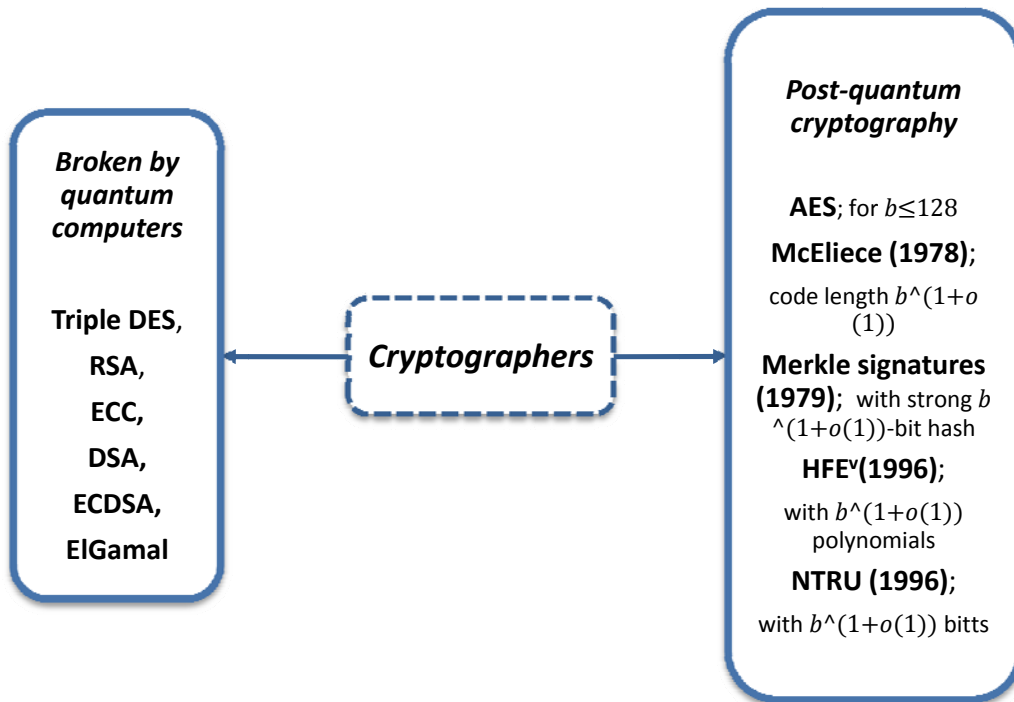 Broken by
quantum
computers
Triple DES,
RSA,
ECC,
DSA,
ECDSA,
ElGamal
Cryptographers
Post-quantum
cryptography
AES; for b≤128
McEliece (1978);
code length b^(1+o
(1))
Merkle signatures
(1979); with strong b
^(1+o(1))-bit hash
HFEᵛ(1996);
with b^(1+o(1))
polynomials
NTRU (1996);
with b^(1+o(1)) bitts